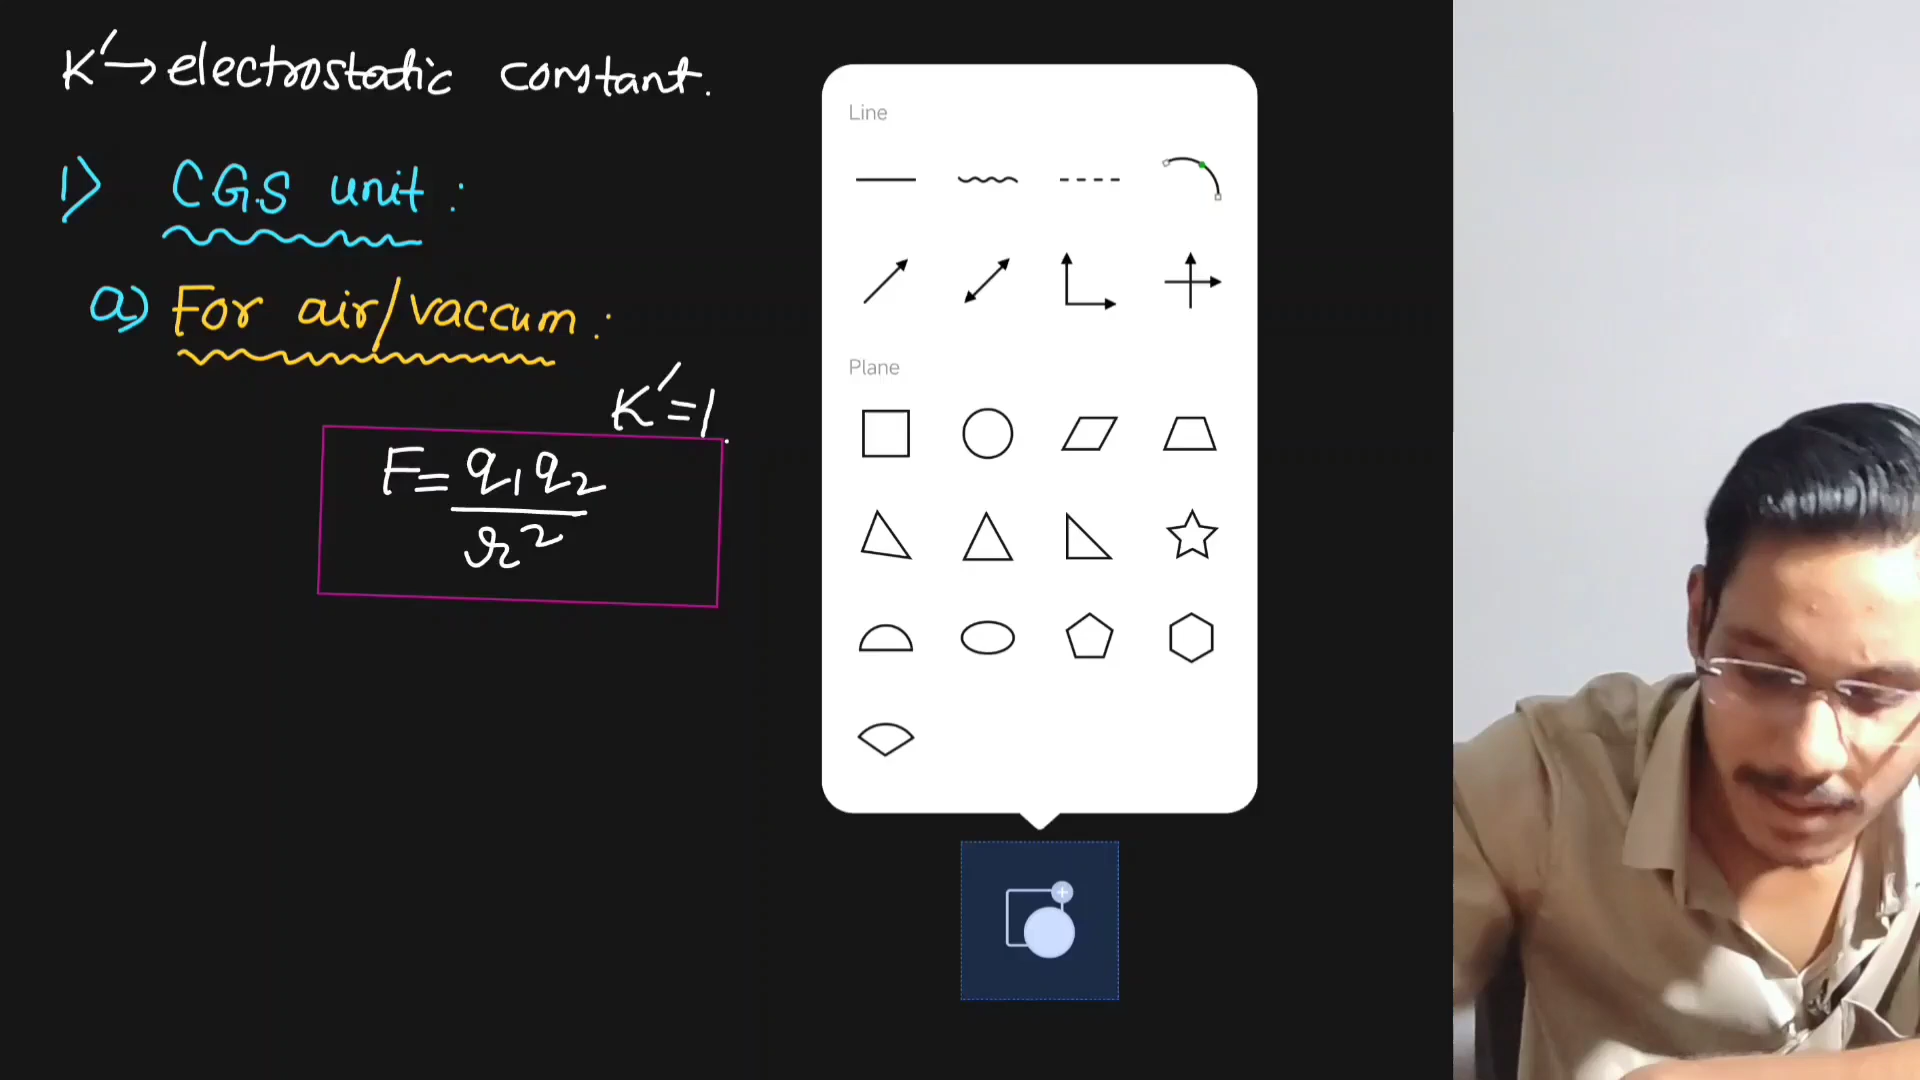 K' → electrostatic constant.
1) CGS unit :
a) For air/vaccum :
K' = 1.
F = q₁q₂
r²
Line
Plane